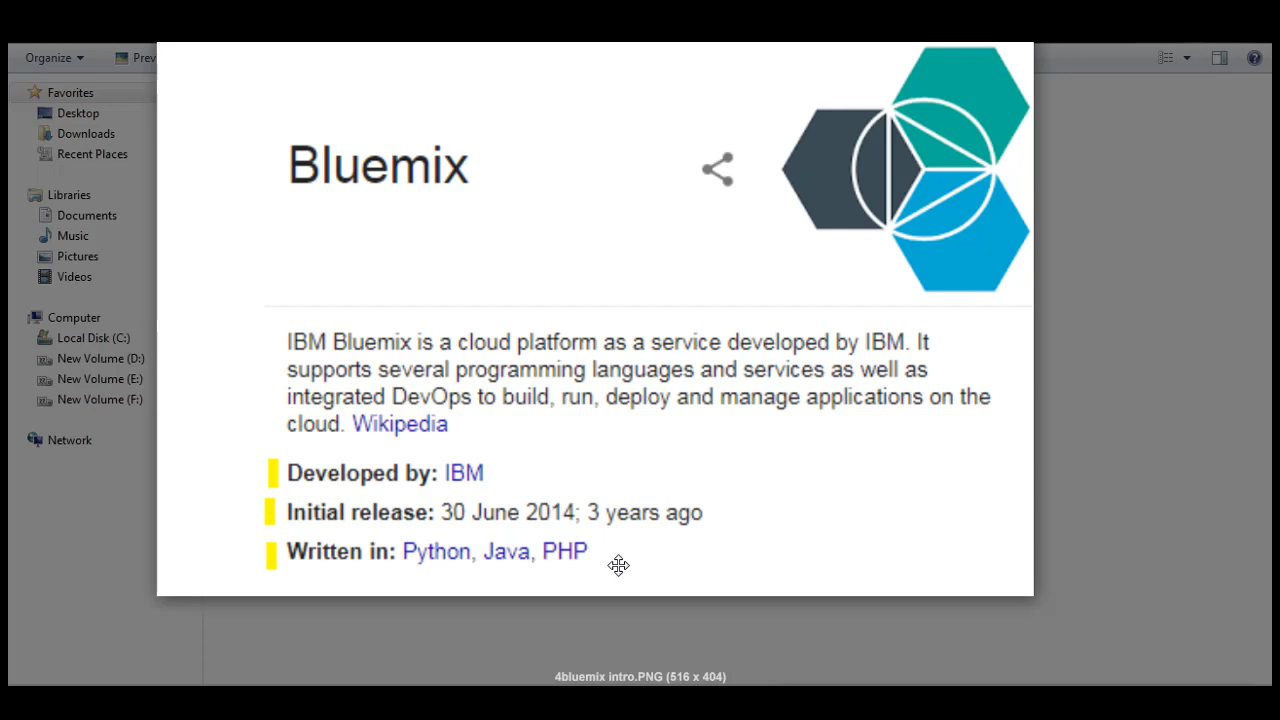 Organize
Prev
Favorites
Desktop
Downloads
Recent Places
Libraries
Documents
Music
Pictures
Videos
Computer
Local Disk (C:)
New Volume (D:)
New Volume (E:)
New Volume (F:)
Network
Bluemix
IBM Bluemix is a cloud platform as a service developed by IBM. It
supports several programming languages and services as well as
integrated DevOps to build, run, deploy and manage applications on the
cloud. Wikipedia
Developed by: IBM
Initial release: 30 June 2014; 3 years ago
Written in: Python, Java, PHP
4bluemix intro.PNG (516 x 404)